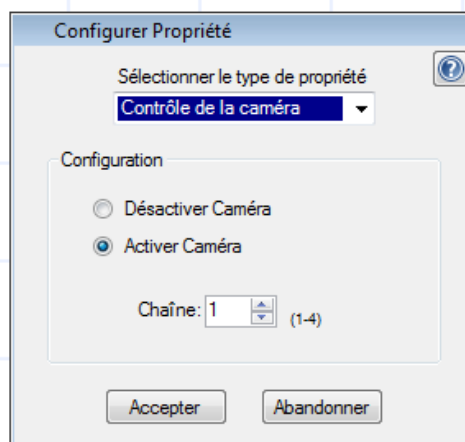 Configurer Propriété
Sélectionner le type de propriété
Contrôle de la caméra
Configuration
Désactiver Caméra
Activer Caméra
Chaîne: 1 (1-4)
Accepter Abandonner